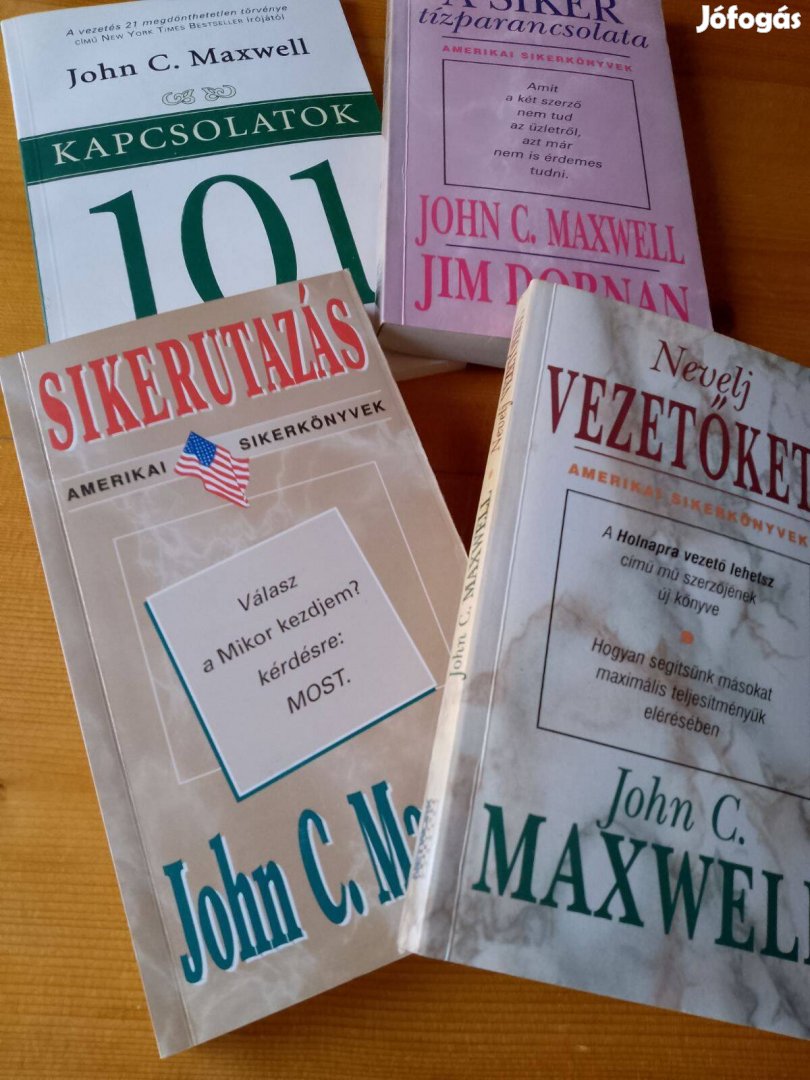 Jófogás
A vezetés 21 megdönthetetlen törvénye
című New York Times Bestseller írójától
John C. Maxwell
KAPCSOLATOK
101
A SIKER
tízparancsolata
AMERIKAI SIKERKÖNYVEK
Amit
a két szerző
nem tud
az üzletről,
azt már
nem is érdemes
tudni.
JOHN C. MAXWELL
JIM DORNAN
SIKERUTAZÁS
AMERIKAI SIKERKÖNYVEK
Válasz
a Mikor kezdjem?
kérdésre:
MOST.
John C. Ma
John C. MAXWELL - Nevelj
Nevelj
VEZETŐKET
AMERIKAI SIKERKÖNYVEK
A Holnapra vezető lehetsz
című mű szerzőjének
új könyve
Hogyan segítsünk másokat
maximális teljesítményük
elérésében
John C.
MAXWELL